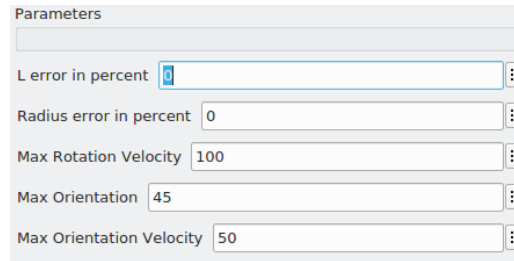 Parameters
L error in percent 0
Radius error in percent 0
Max Rotation Velocity 100
Max Orientation 45
Max Orientation Velocity 50